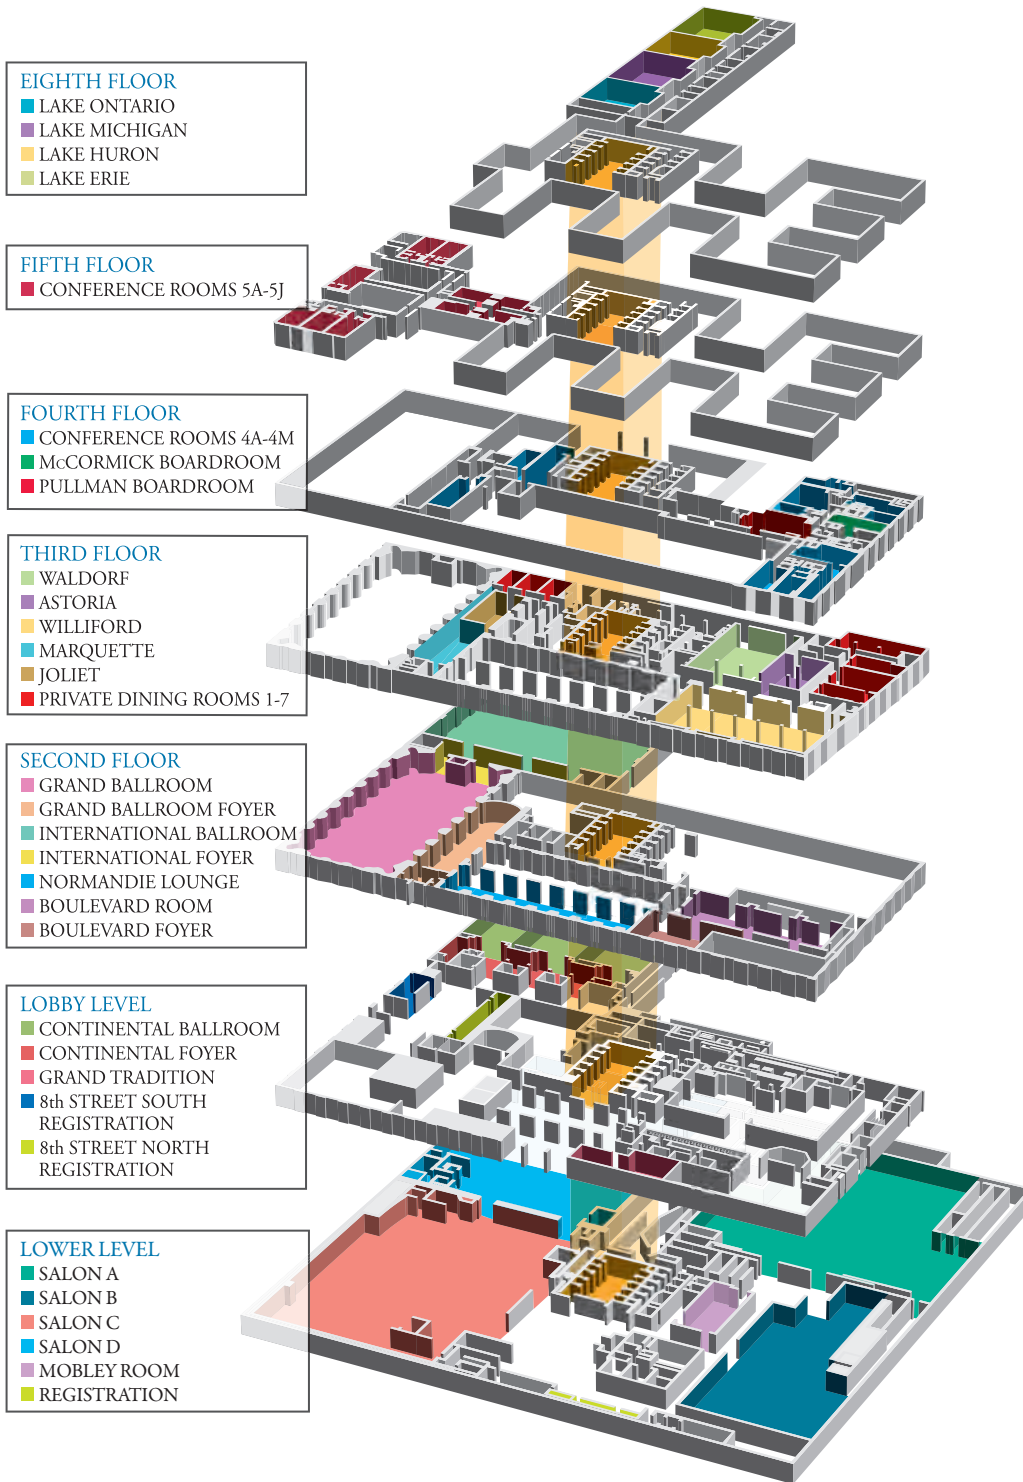 EIGHTH FLOOR
LAKE ONTARIO
LAKE MICHIGAN
LAKE HURON
LAKE ERIE
FIFTH FLOOR
CONFERENCE ROOMS 5A-5J
FOURTH FLOOR
CONFERENCE ROOMS 4A-4M
McCORMICK BOARDROOM
PULLMAN BOARDROOM
THIRD FLOOR
WALDORF
ASTORIA
WILLIFORD
MARQUETTE
JOLIET
PRIVATE DINING ROOMS 1-7
SECOND FLOOR
GRAND BALLROOM
GRAND BALLROOM FOYER
INTERNATIONAL BALLROOM
INTERNATIONAL FOYER
NORMANDIE LOUNGE
BOULEVARD ROOM
BOULEVARD FOYER
LOBBY LEVEL
CONTINENTAL BALLROOM
CONTINENTAL FOYER
GRAND TRADITION
8th STREET SOUTH
REGISTRATION
8th STREET NORTH
REGISTRATION
LOWER LEVEL
SALON A
SALON B
SALON C
SALON D
MOBLEY ROOM
REGISTRATION